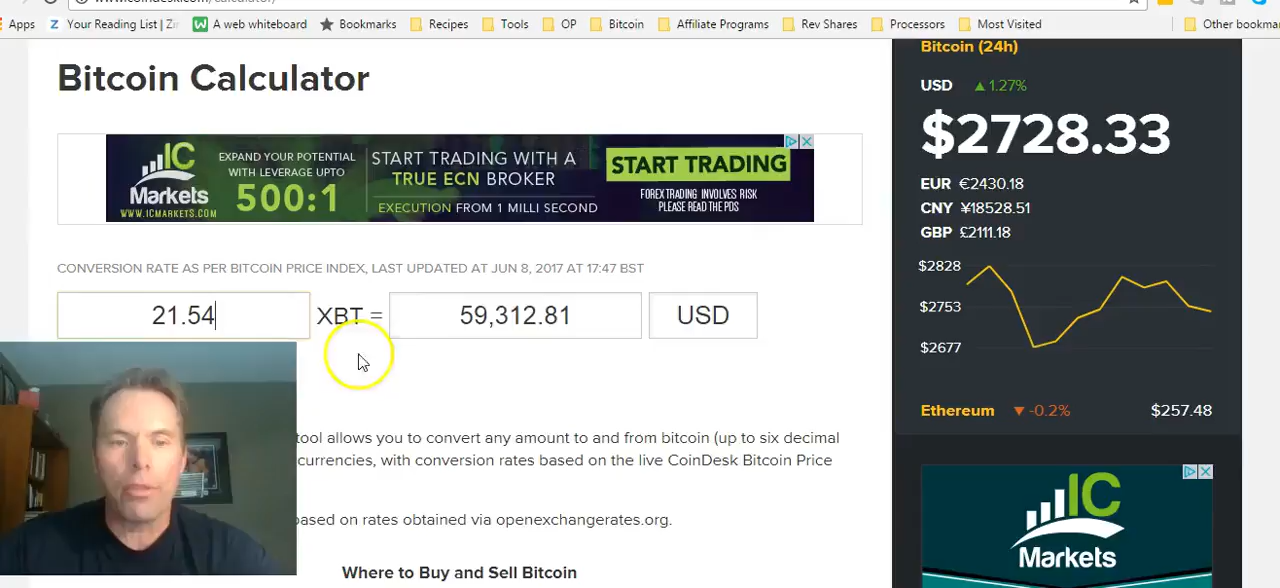 www.coindesk.com/calculator/
Apps Your Reading List | Zi A web whiteboard Bookmarks Recipes Tools OP Bitcoin Affiliate Programs Rev Shares Processors Most Visited Other bookma
Bitcoin Calculator
IC
Markets
WWW.ICMARKETS.COM
EXPAND YOUR POTENTIAL
WITH LEVERAGE UPTO
500:1
START TRADING WITH A
TRUE ECN BROKER
EXECUTION FROM 1 MILLI SECOND
START TRADING
FOREX TRADING INVOLVES RISK
PLEASE READ THE PDS
CONVERSION RATE AS PER BITCOIN PRICE INDEX, LAST UPDATED AT JUN 8, 2017 AT 17:47 BST
21.54 XBT = 59,312.81 USD
tool allows you to convert any amount to and from bitcoin (up to six decimal
currencies, with conversion rates based on the live CoinDesk Bitcoin Price
based on rates obtained via openexchangerates.org.
Where to Buy and Sell Bitcoin
Bitcoin (24h)
USD ▲1.27%
$2728.33
EUR €2430.18
CNY ¥18528.51
GBP £2111.18
$2828
$2753
$2677
Ethereum ▼-0.2% $257.48
IC
Markets